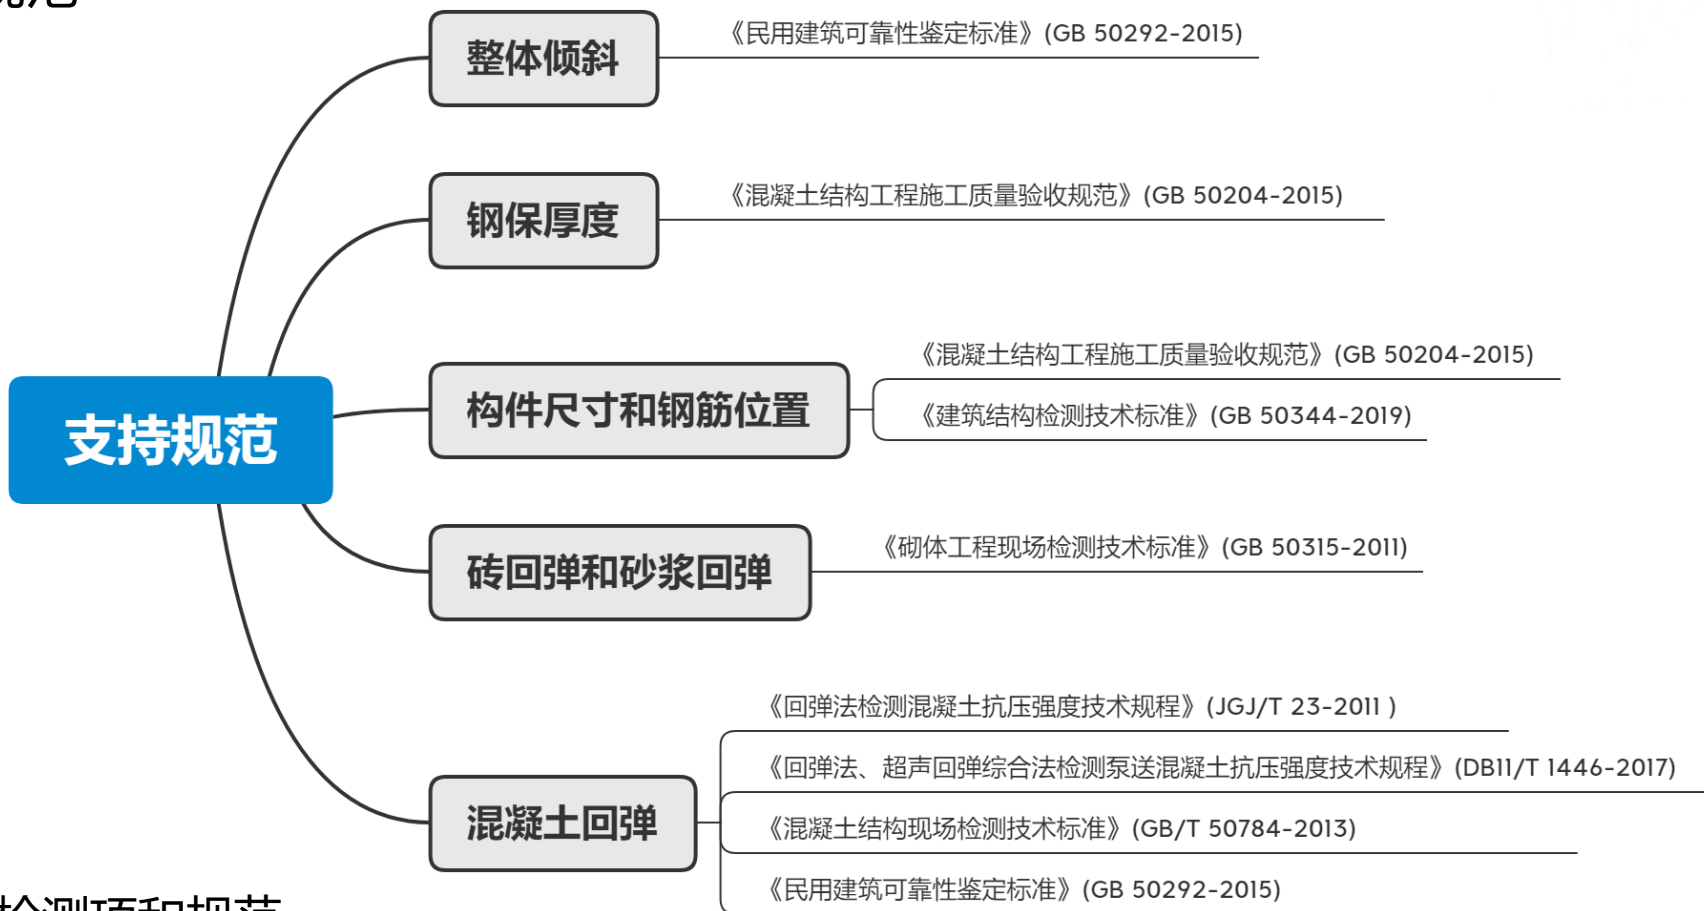 整体倾斜
《民用建筑可靠性鉴定标准》(GB 50292-2015)
钢保厚度
《混凝土结构工程施工质量验收规范》(GB 50204-2015)
构件尺寸和钢筋位置
《混凝土结构工程施工质量验收规范》(GB 50204-2015)
《建筑结构检测技术标准》(GB 50344-2019)
支持规范
砖回弹和砂浆回弹
《砌体工程现场检测技术标准》(GB 50315-2011)
混凝土回弹
《回弹法检测混凝土抗压强度技术规程》(JGJ/T 23-2011 )
《回弹法、超声回弹综合法检测泵送混凝土抗压强度技术规程》(DB11/T 1446-2017)
《混凝土结构现场检测技术标准》(GB/T 50784-2013)
《民用建筑可靠性鉴定标准》(GB 50292-2015)
检测项和规范